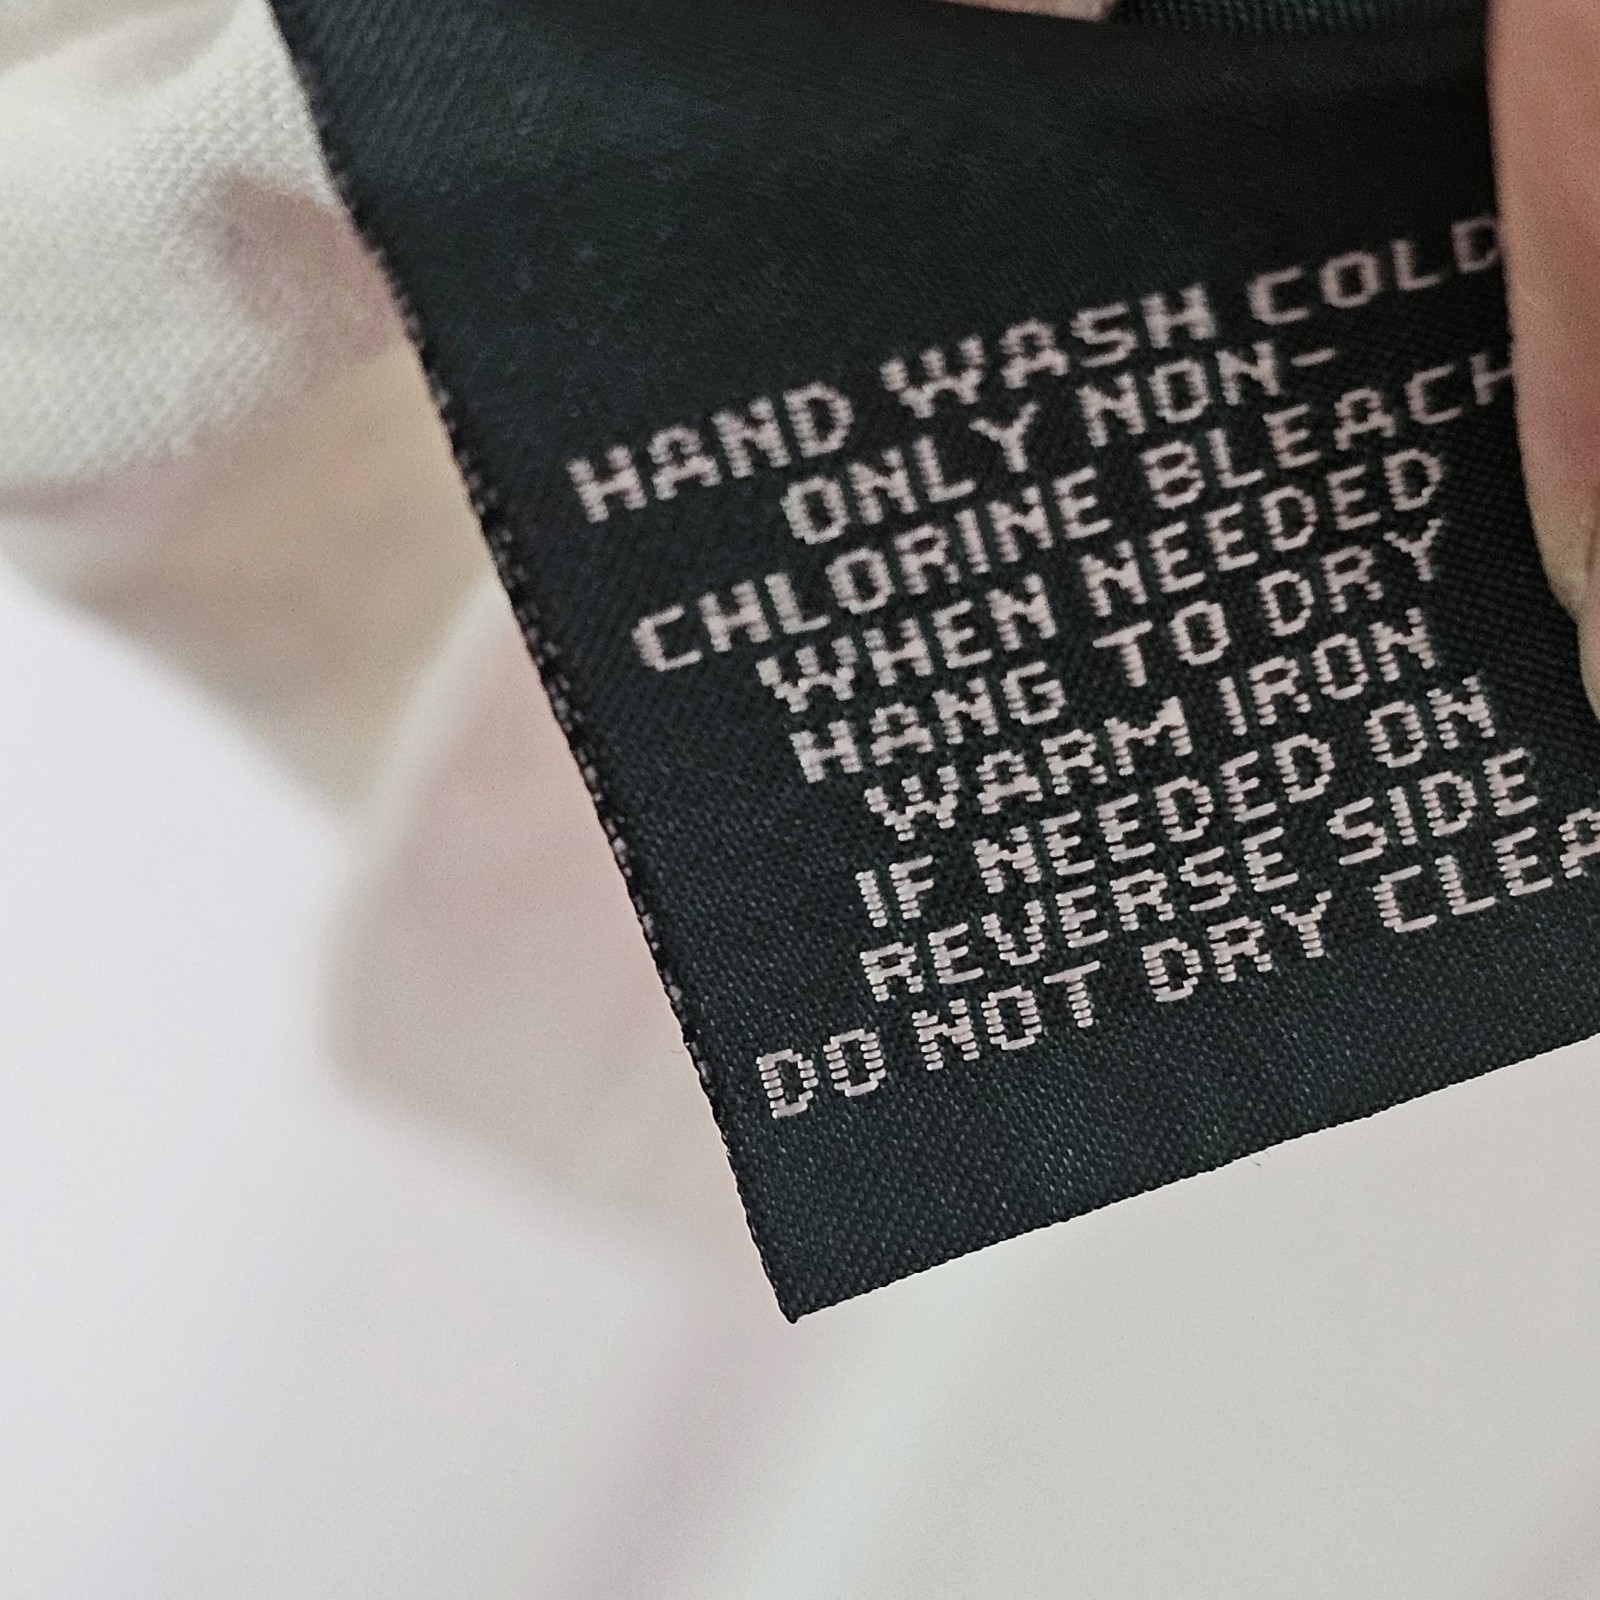 HAND WASH COLD
ONLY NON-
CHLORINE BLEACH
WHEN NEEDED
HANG TO DRY
WARM IRON
IF NEEDED ON
REVERSE SIDE
DO NOT DRY CLEA